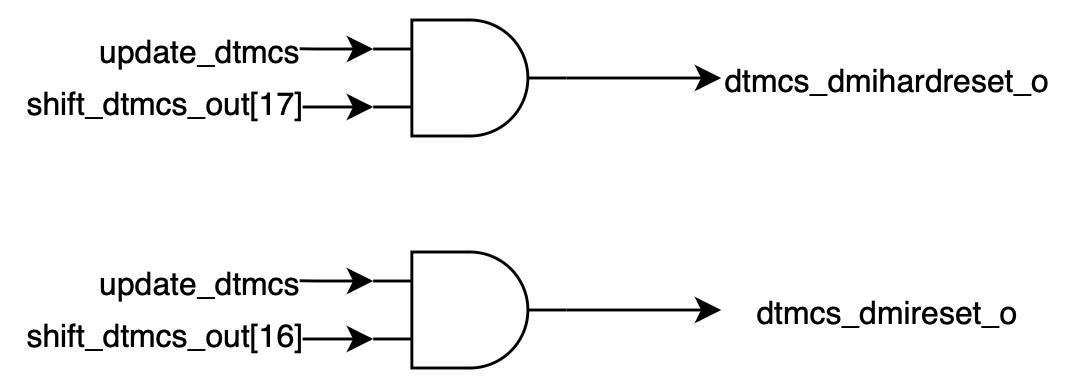 update_dtmcs
shift_dtmcs_out[17]
dtmcs_dmihardreset_o
update_dtmcs
shift_dtmcs_out[16]
dtmcs_dmireset_o